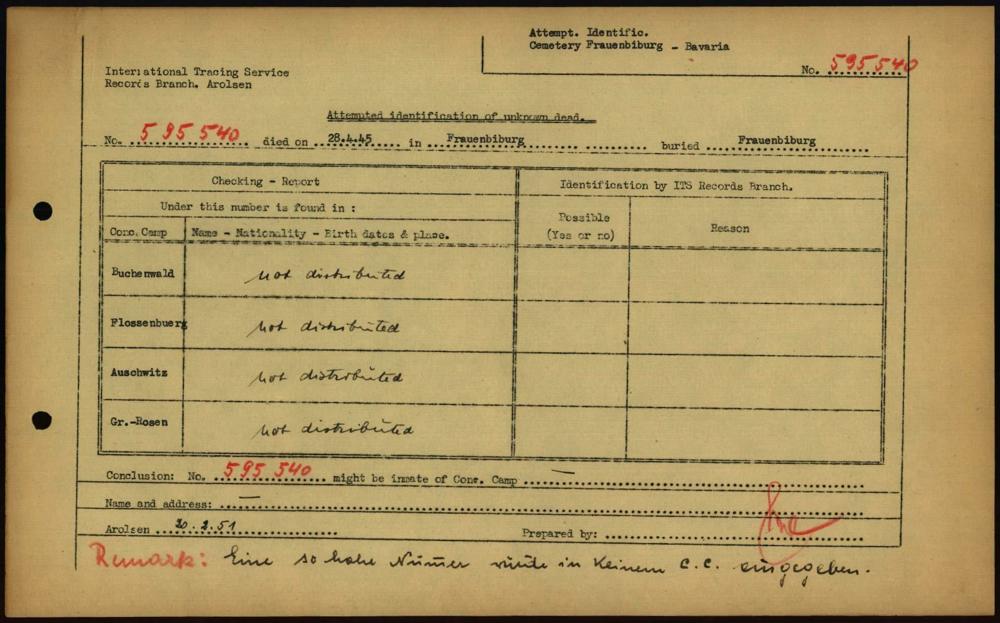 Attempt. Identific.
Cemetery Frauenbiburg - Bavaria
No. 595540
International Tracing Service
Records Branch. Arolsen
Attempted identification of unknown dead.
No. 595540 died on 28.4.45 in Frauenbiburg buried Frauenbiburg
Checking - Report
Identification by ITS Records Branch.
Under this number is found in :
Possible
(Yes or no)
Reason
Conc. Camp
Name - Nationality - Birth dates & place.
Buchenwald not distributed
Flossenbuerg not distributed
Auschwitz not distributed
Gr.-Rosen not distributed
Conclusion: No. 595 540 might be inmate of Conc. Camp —
Name and address: —
Arolsen 20.2.51 Prepared by:
Remark: Eine so hohe Nummer würde in Keinem C.C. eingegeben.